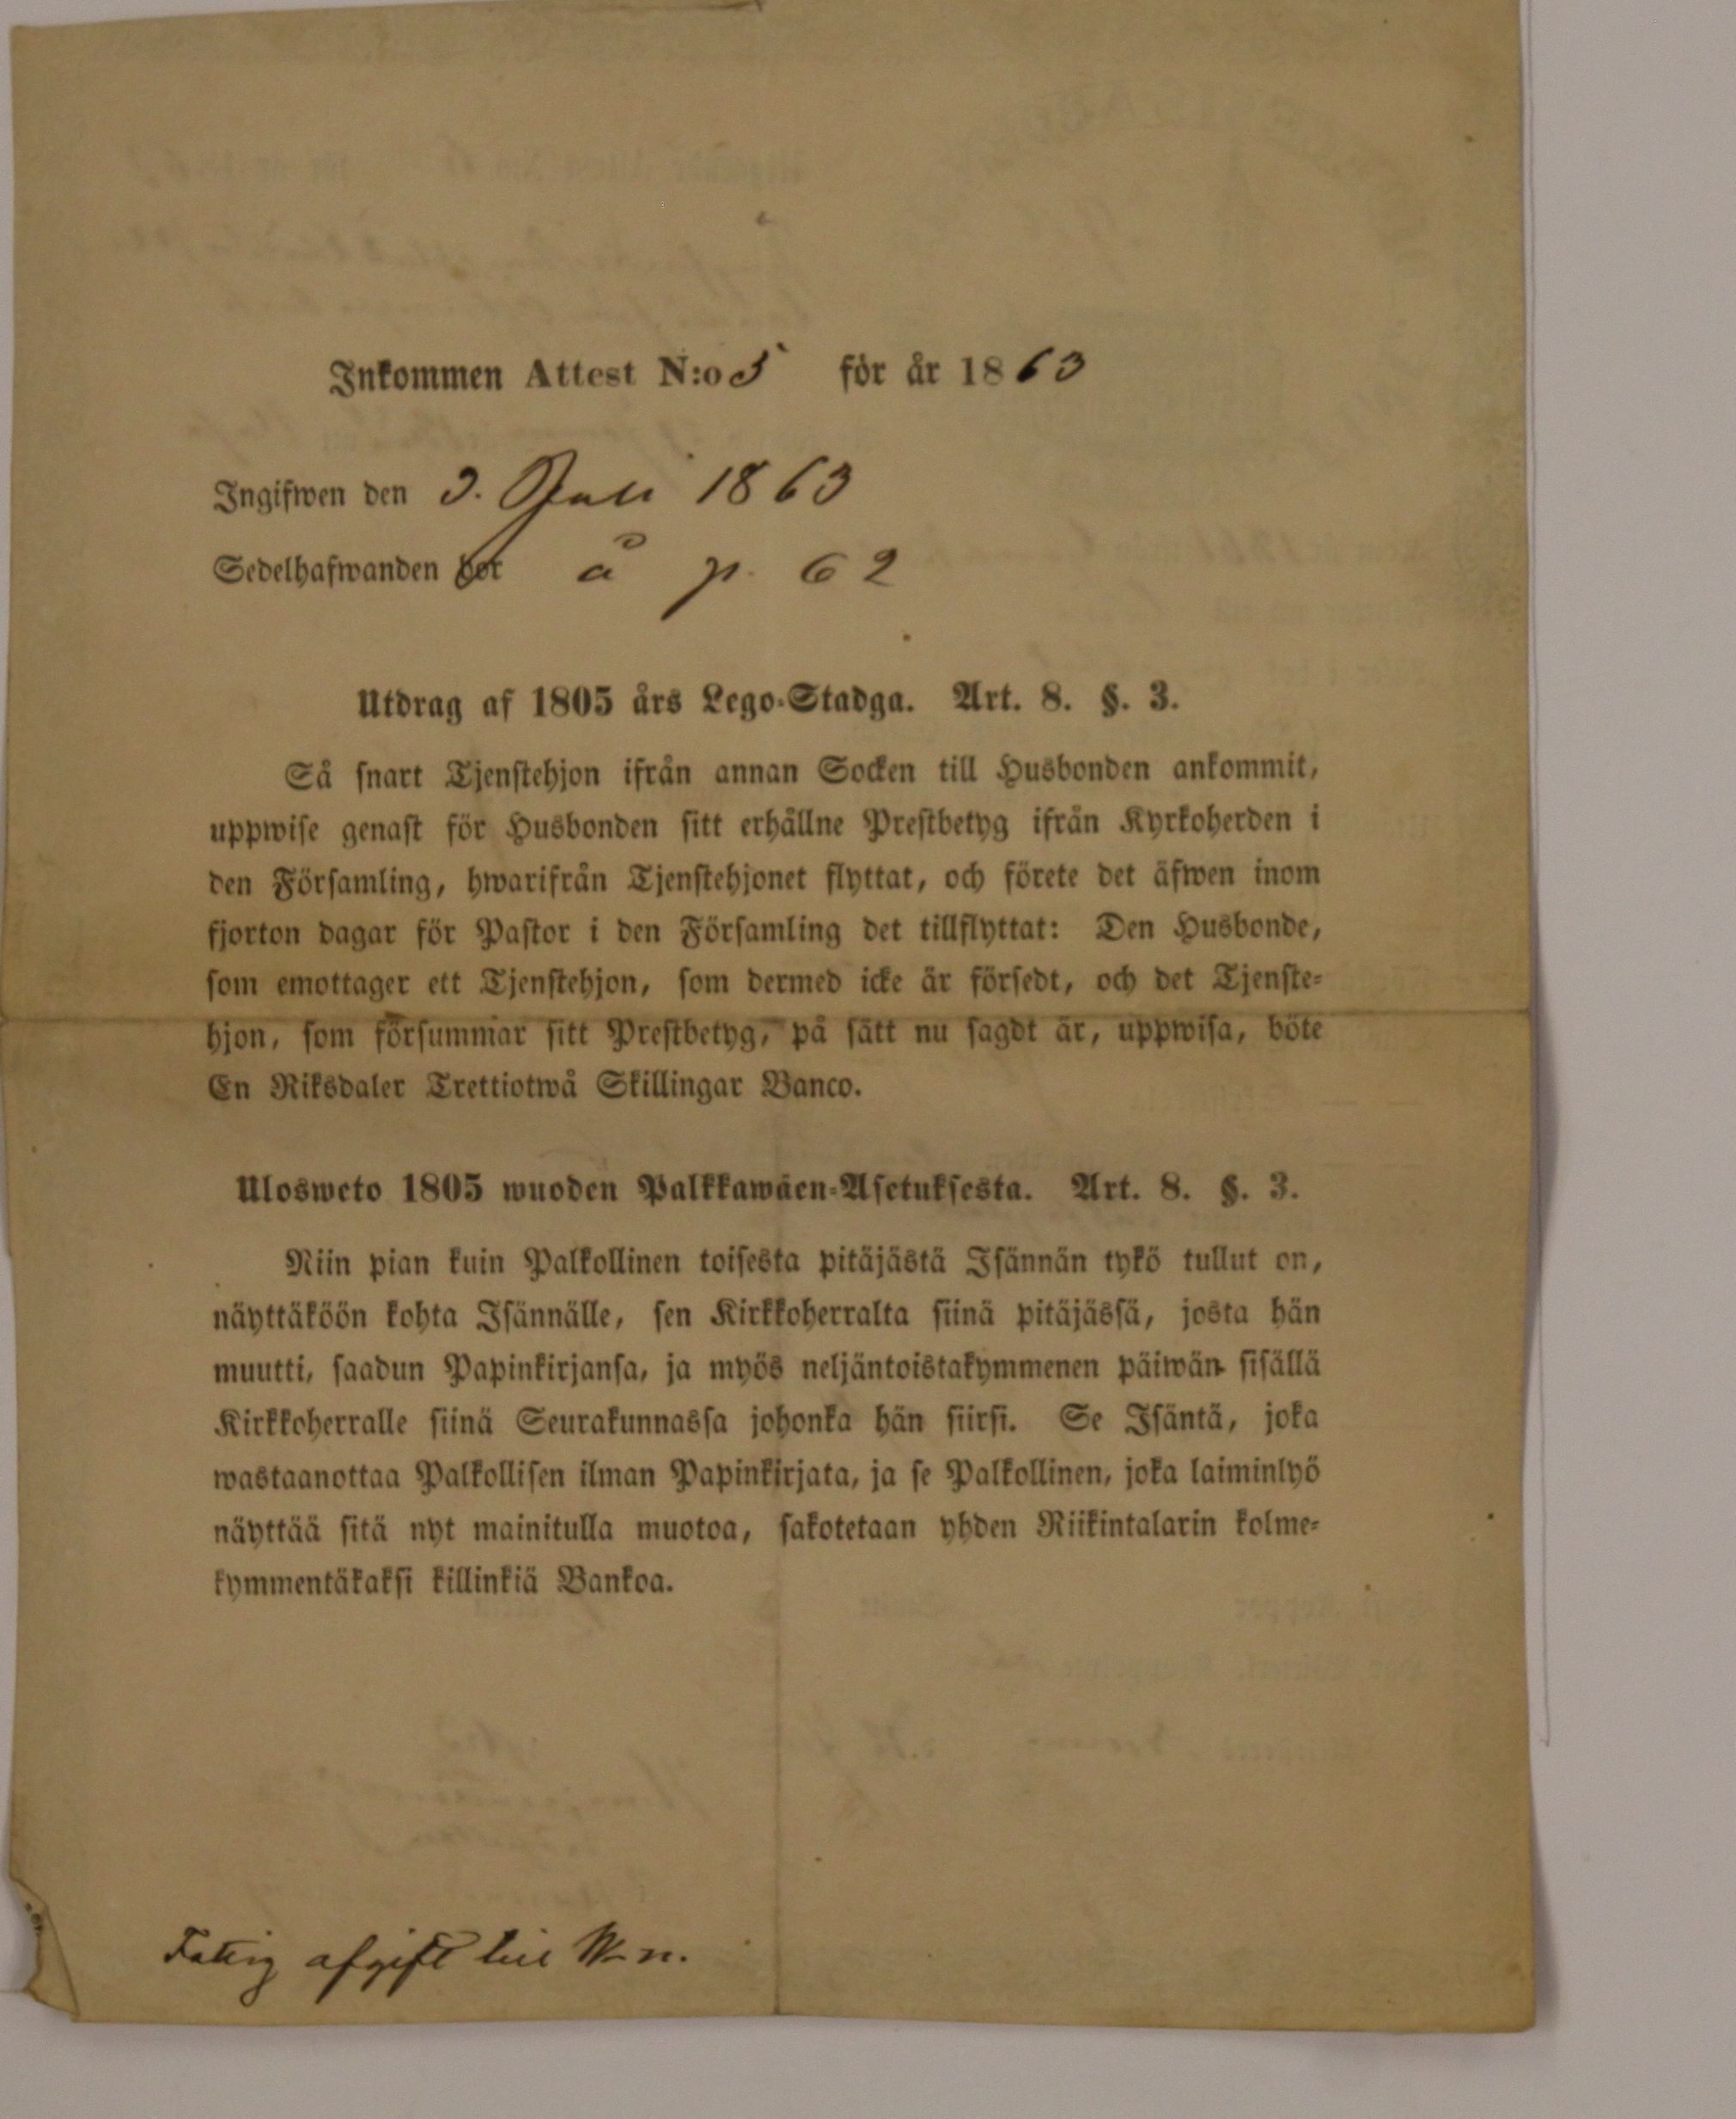 Inkommen Attest N:o 5 för år 1863
Ingifwen den 3. Juli 1863
Sedelhafwanden bor å p. 62
Utdrag af 1805 års Lego-Stadga. Art. 8. §. 3.
Så snart Tjenstehjon ifrån annan Socken till Husbonden ankommit,
uppwise genast för Husbonden sitt erhållne Prestbetyg ifrån Kyrkoherden i
den Församling, hwarifrån Tjenstehjonet flyttat, och förete det äfwen inom
fjorton dagar för Pastor i den Församling det tillflyttat: Den Husbonde,
som emottager ett Tjenstehjon, som dermed icke är försedt, och det Tjenste-
hjon, som försummar sitt Prestbetyg, på sätt nu sagdt är, uppwisa, böte
En Riksdaler Trettiotwå Skillingar Banco.
Ulosweto 1805 wuoden Palkkawäen-Asetuksesta. Art. 8. §. 3.
Niin pian kuin Palkollinen toisesta pitäjästä Isännän tykö tullut on,
näyttäköön kohta Isännälle, sen Kirkkoherralta siinä pitäjässä, josta hän
muutti, saadun Papinkirjansa, ja myös neljäntoistakymmenen päiwän sisällä
Kirkkoherralle siinä Seurakunnassa johonka hän siirsi. Se Isäntä, joka
wastaanottaa Palkollisen ilman Papinkirjata, ja se Palkollinen, joka laiminlyö
näyttää sitä nyt mainitulla muotoa, sakotetaan yhden Riikintalarin kolme-
kymmentäkaksi killinkiä Bankoa.
Fattig afgift till